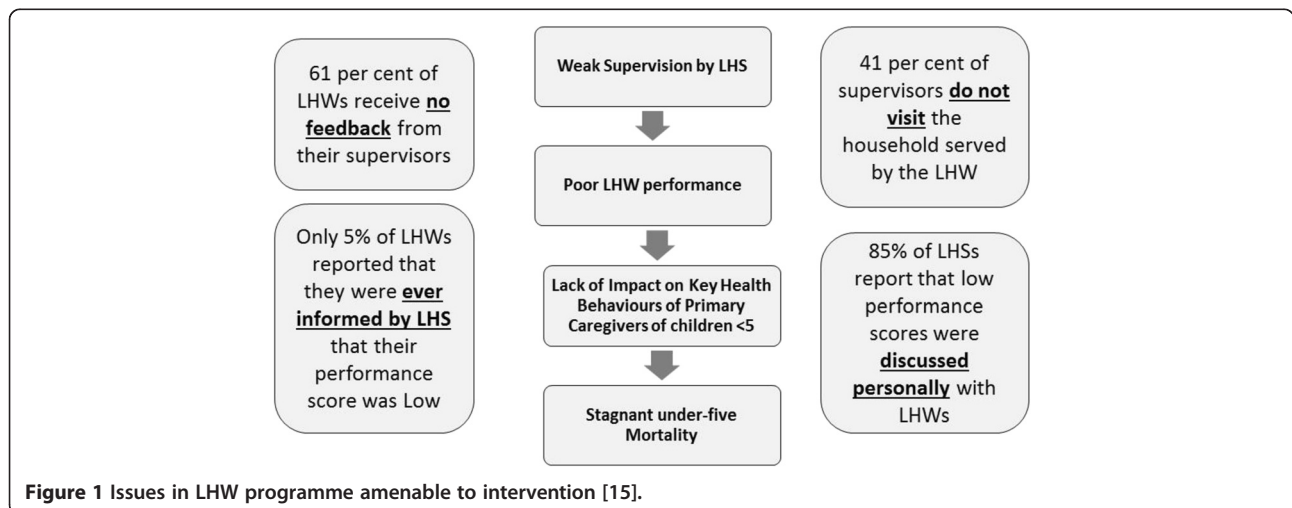 61 per cent of
LHWs receive no
feedback from
their supervisors
Only 5% of LHWs
reported that
they were ever
informed by LHS
that their
performance
score was Low
Weak Supervision by LHS
Poor LHW performance
Lack of Impact on Key Health
Behaviours of Primary
Caregivers of children <5
Stagnant under-five
Mortality
41 per cent of
supervisors do not
visit the
household served
by the LHW
85% of LHSs
report that low
performance
scores were
discussed
personally with
LHWs
Figure 1 Issues in LHW programme amenable to intervention [15].